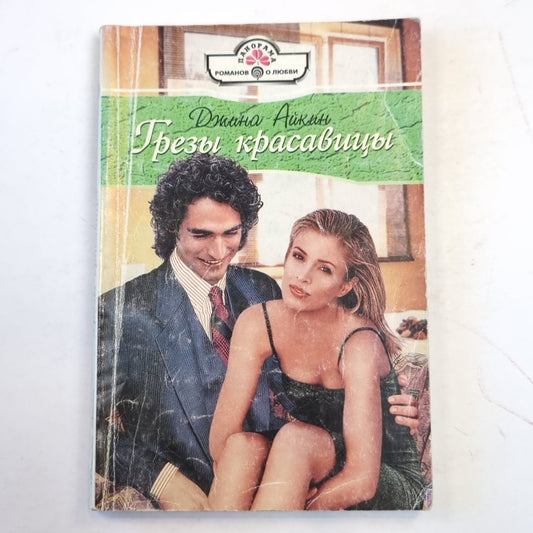 ПАНОРАМА
РОМАНОВ О ЛЮБВИ
Джина Айкин
Грезы красавицы